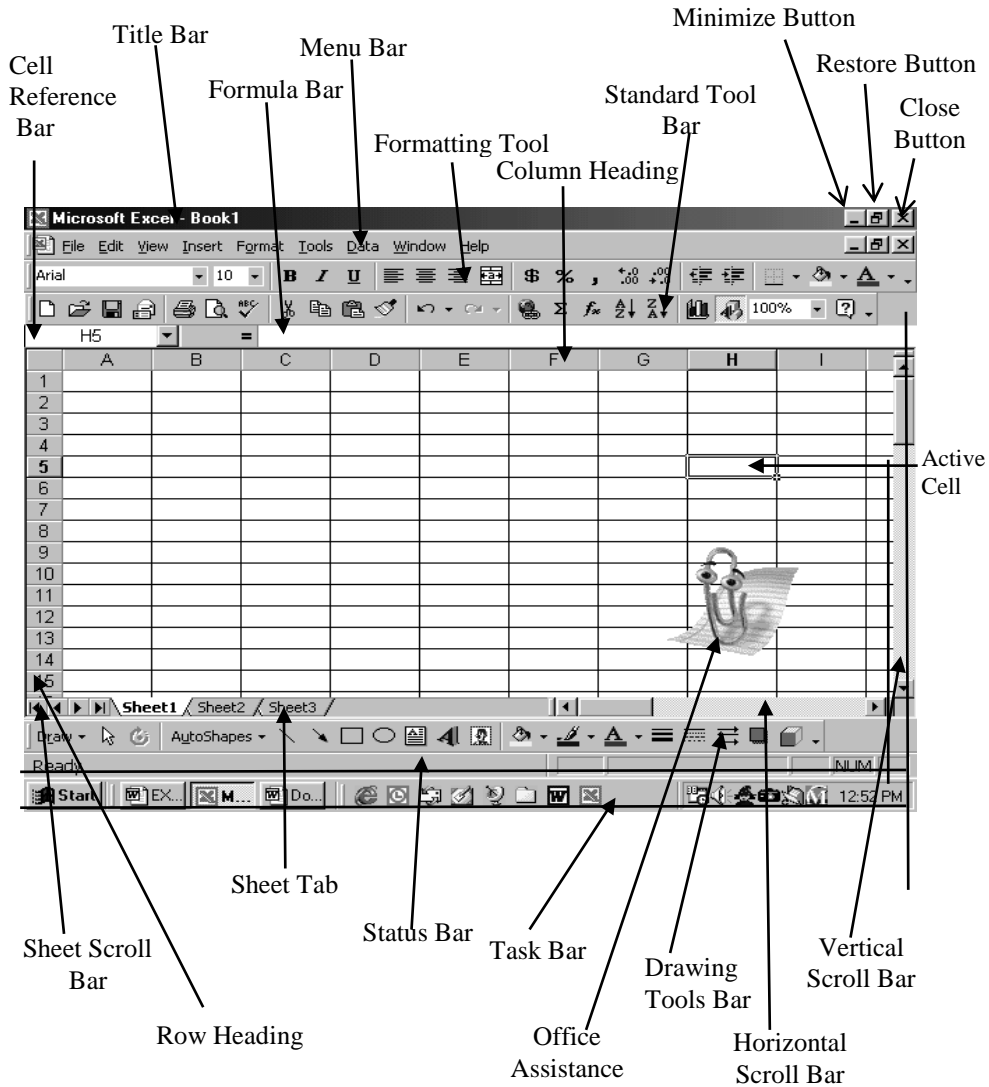 Minimize Button
Title Bar
Menu Bar
Restore Button
Cell
Reference
Bar
Formula Bar
Standard Tool
Bar
Close
Button
Formatting Tool
Column Heading
Microsoft Excel - Book1
File Edit View Insert Format Tools Data Window Help
Arial 10 B I U $ % , .00 .00 A
ABC Σ fx A Z Z A 100% ?
H5 =
A B C D E F G H I
1
2
3
4
5
Active
Cell
6
7
8
9
10
11
12
13
14
15
Sheet1 Sheet2 Sheet3
Draw AutoShapes A A
Ready NUM
Start EX... M... Do... W 12:52 PM
Sheet Tab
Status Bar
Task Bar
Sheet Scroll
Bar
Drawing
Tools Bar
Vertical
Scroll Bar
Row Heading
Office
Assistance
Horizontal
Scroll Bar